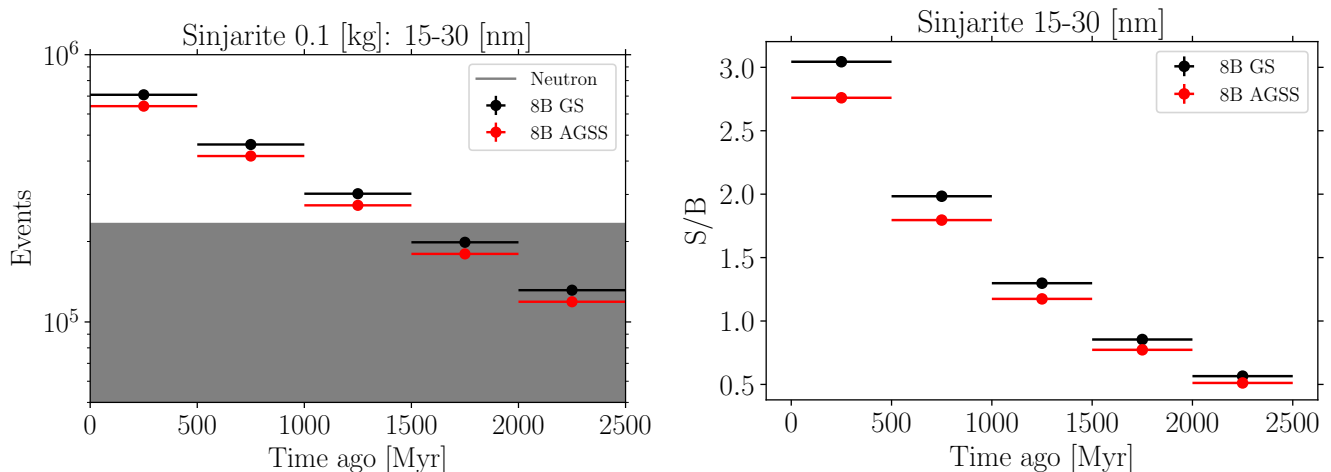 Sinjarite 0.1 [kg]: 15-30 [nm]
10^6
10^5
Events
Neutron
8B GS
8B AGSS
0
500
1000
1500
2000
2500
Time ago [Myr]
Sinjarite 15-30 [nm]
3.0
2.5
2.0
1.5
1.0
0.5
S/B
8B GS
8B AGSS
0
500
1000
1500
2000
2500
Time ago [Myr]